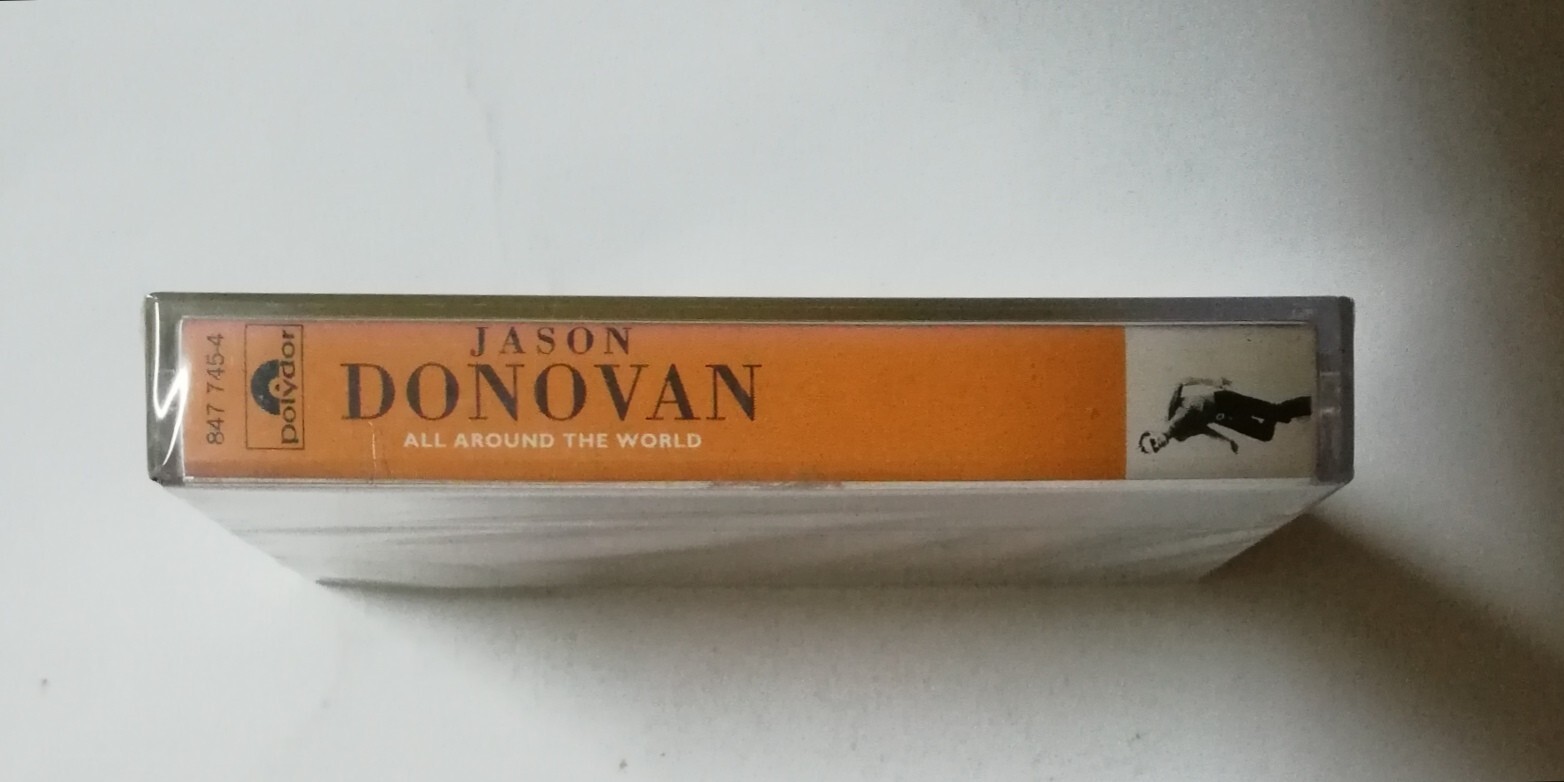 847 745-4
polydor
JASON
DONOVAN
ALL AROUND THE WORLD